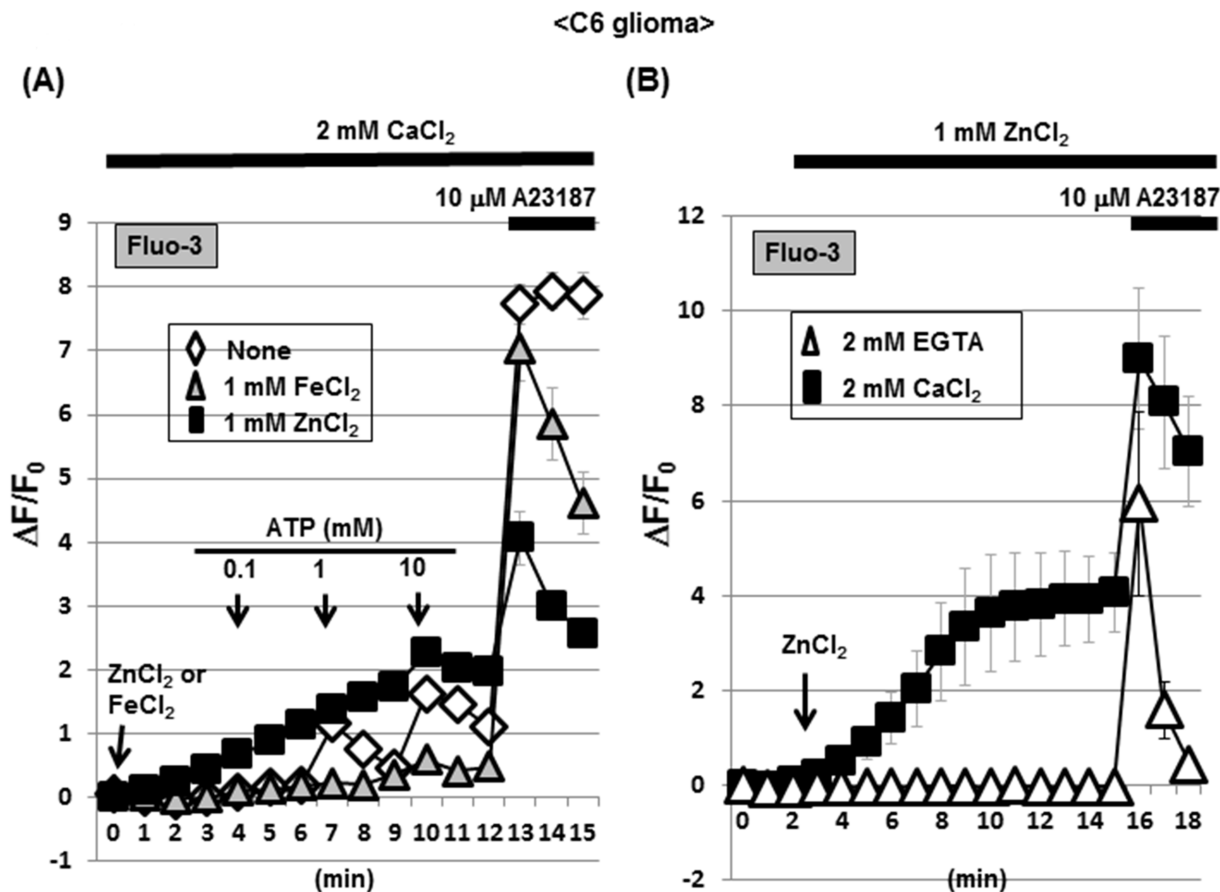 <C6 glioma>
(A)
2 mM CaCl₂
10 μM A23187
Fluo-3
None
1 mM FeCl₂
1 mM ZnCl₂
ATP (mM)
0.1 1 10
ZnCl₂ or
FeCl₂
ΔF/F₀
9
8
7
6
5
4
3
2
1
0
-1
0 1 2 3 4 5 6 7 8 9 10 11 12 13 14 15
(min)
(B)
1 mM ZnCl₂
10 μM A23187
Fluo-3
2 mM EGTA
2 mM CaCl₂
ZnCl₂
ΔF/F₀
12
10
8
6
4
2
0
-2
0 2 4 6 8 10 12 14 16 18
(min)